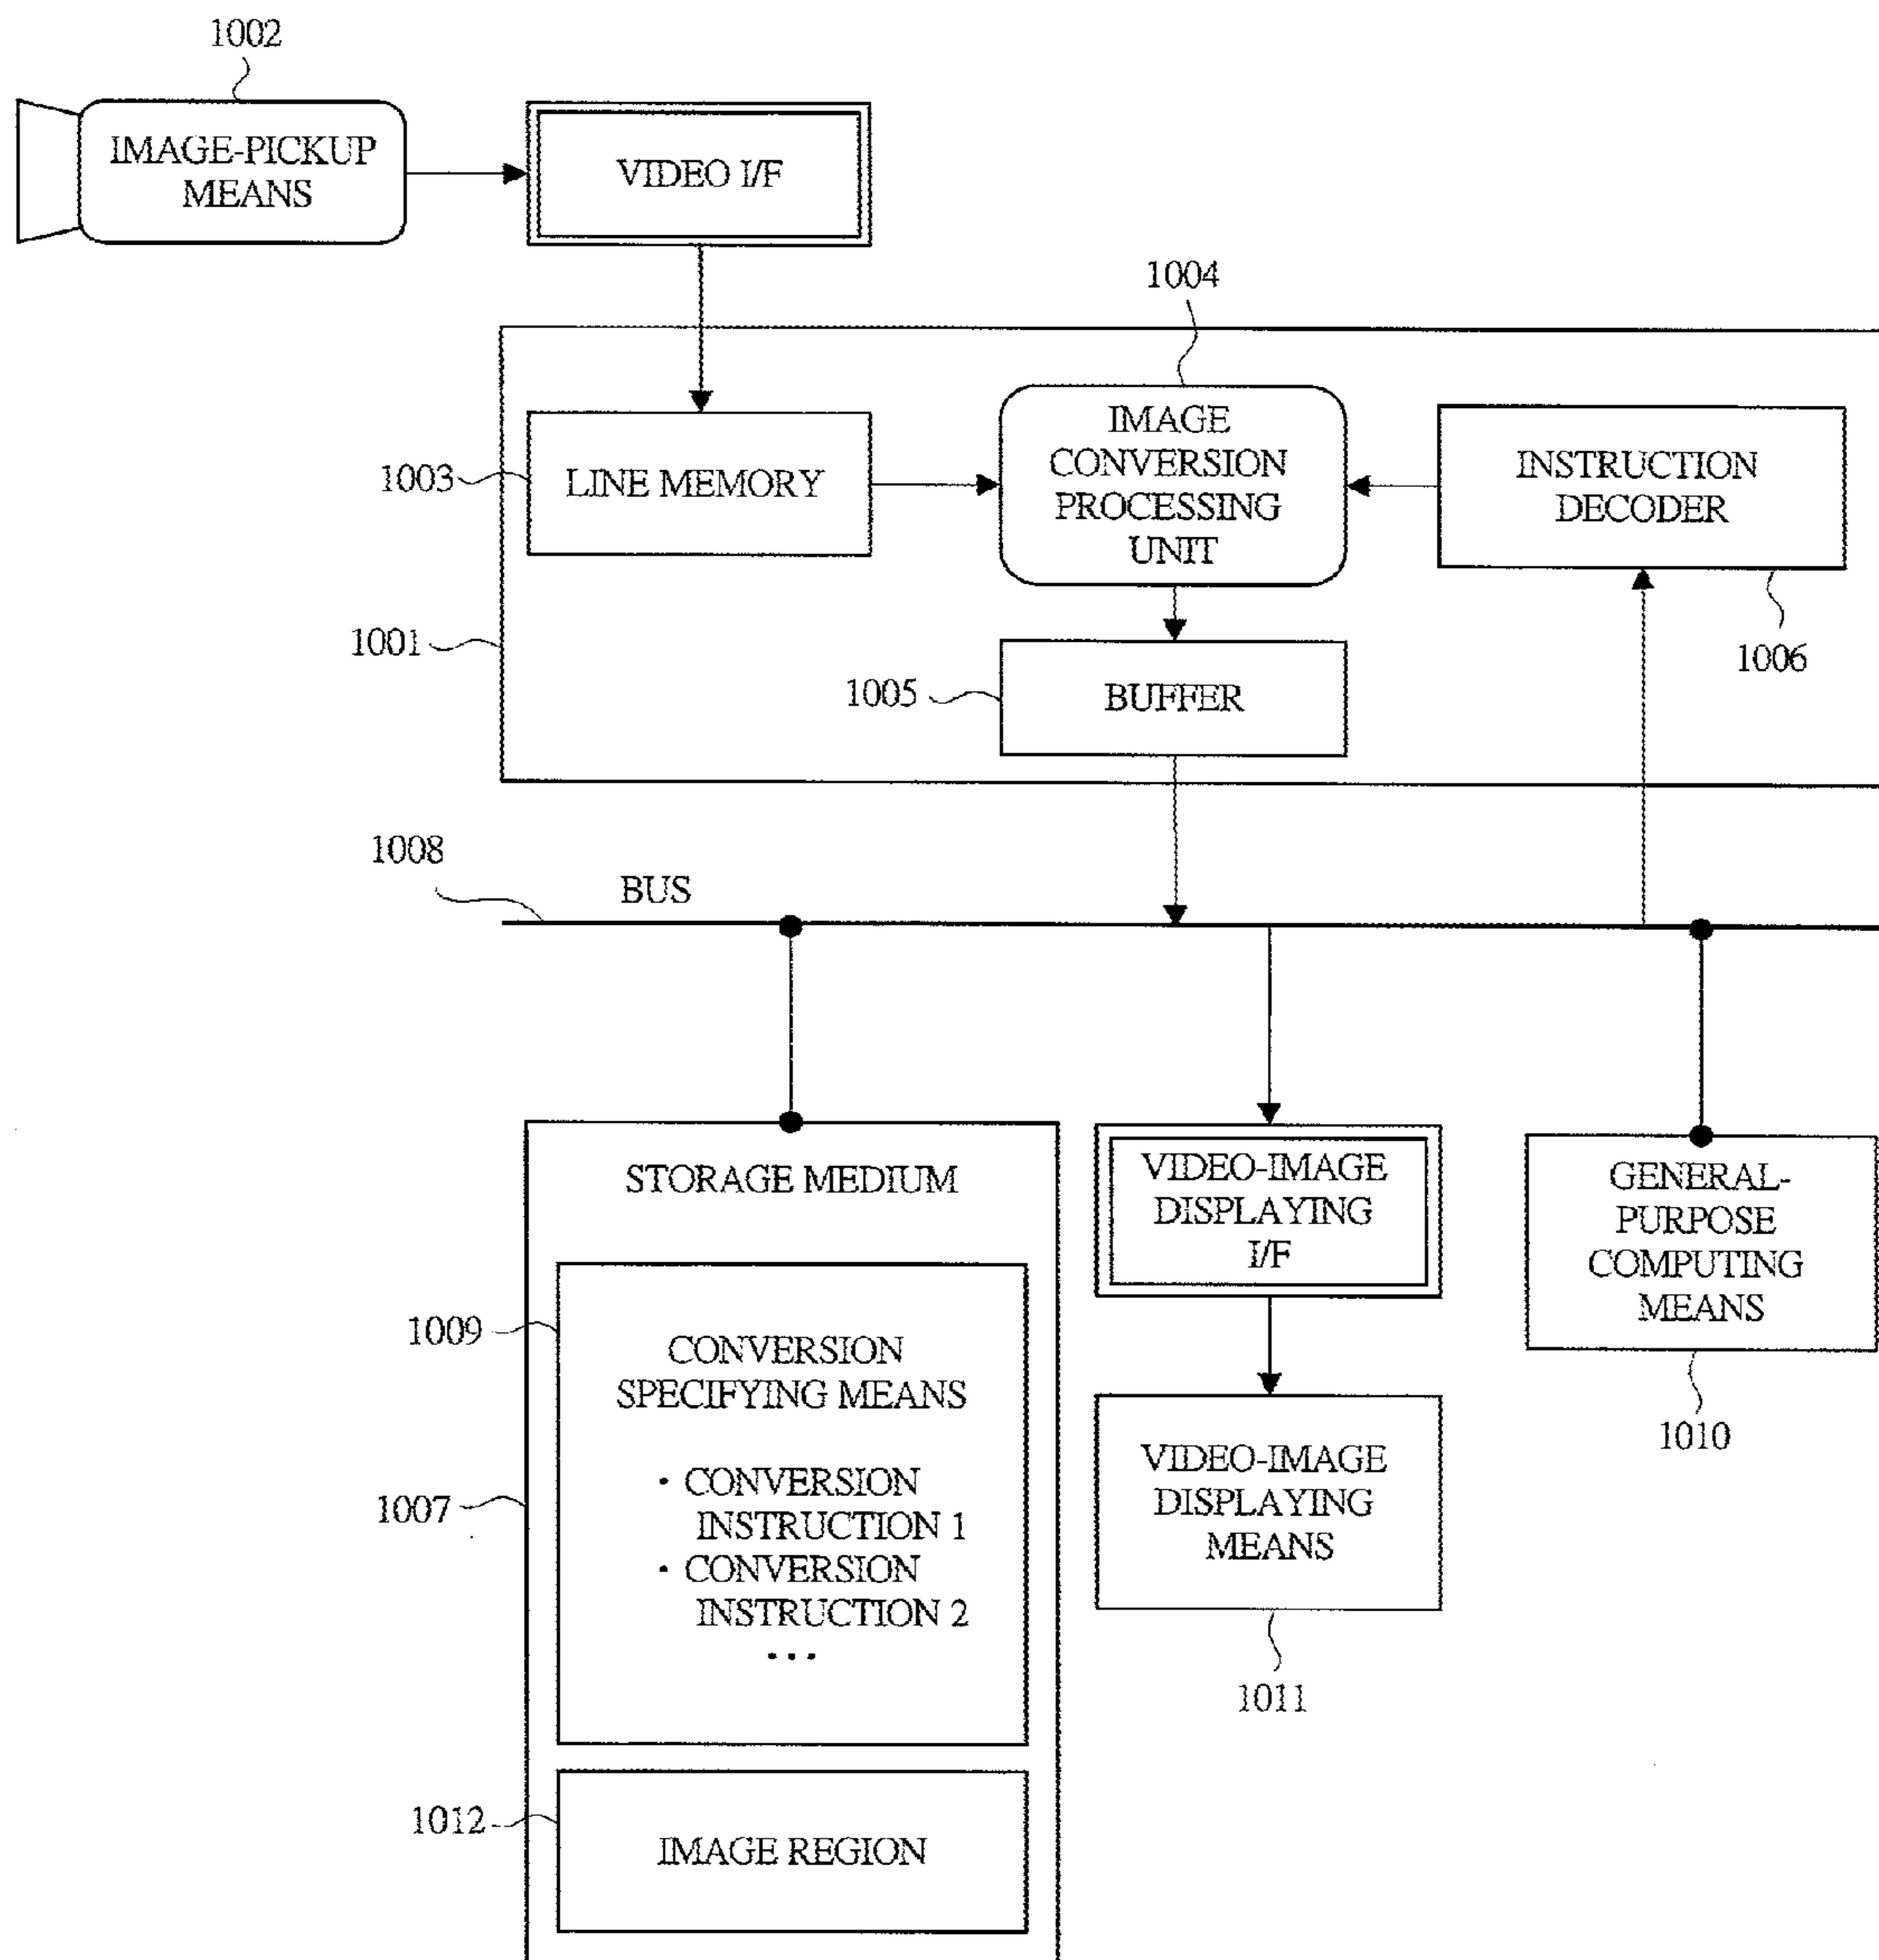 1002
IMAGE-PICKUP
MEANS
VIDEO I/F
1004
1003
LINE MEMORY
IMAGE
CONVERSION
PROCESSING
UNIT
INSTRUCTION
DECODER
1001
1006
1005
BUFFER
1008
BUS
STORAGE MEDIUM
VIDEO-IMAGE
DISPLAYING
I/F
GENERAL-
PURPOSE
COMPUTING
MEANS
1009
CONVERSION
SPECIFYING MEANS
1010
1007
• CONVERSION
INSTRUCTION 1
• CONVERSION
INSTRUCTION 2
...
VIDEO-IMAGE
DISPLAYING
MEANS
1011
1012
IMAGE REGION